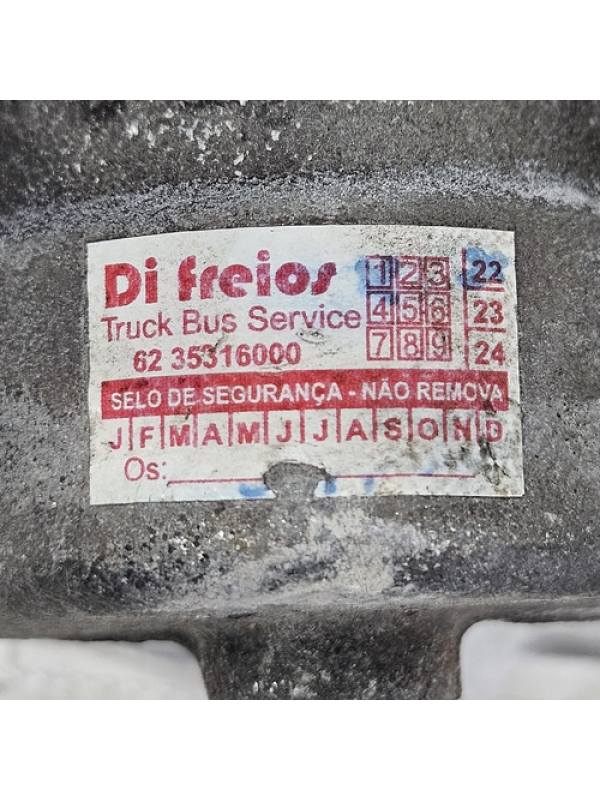 Di freios 1 2 3 22
Truck Bus Service 4 5 6 23
62 35316000 7 8 9 24
SELO DE SEGURANÇA - NÃO REMOVA
J F M A M J J A S O N D
Os: